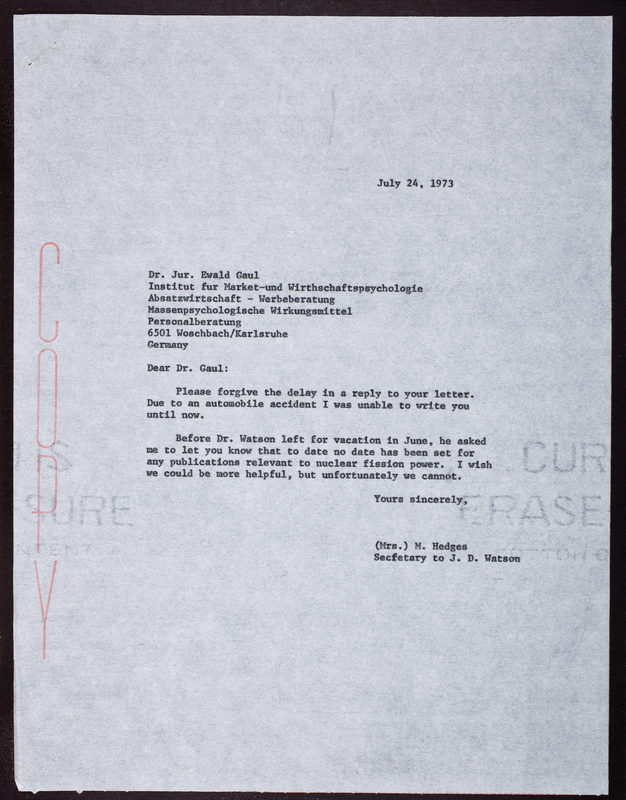 July 24, 1973
Dr. Jur. Ewald Gaul
Institut fur Market-und Wirthschaftspsychologie
Absatzwirtschaft - Werbeberatung
Massenpsychologische Wirkungsmittel
Personalberatung
6501 Woschbach/Karlsruhe
Germany
Dear Dr. Gaul:
Please forgive the delay in a reply to your letter.
Due to an automobile accident I was unable to write you
until now.
Before Dr. Watson left for vacation in June, he asked
me to let you know that to date no date has been set for
any publications relevant to nuclear fission power. I wish
we could be more helpful, but unfortunately we cannot.
Yours sincerely,
(Mrs.) M. Hedges
Secfetary to J. D. Watson
COPY
ERASE